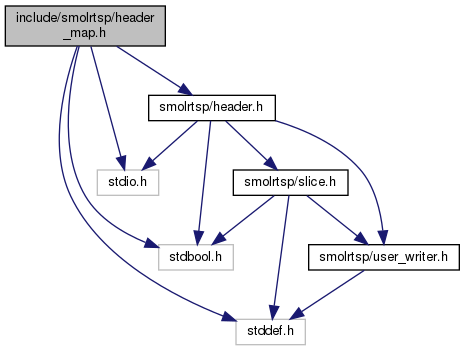 include/smolrtsp/header
_map.h
smolrtsp/header.h
stdio.h
smolrtsp/slice.h
stdbool.h
smolrtsp/user_writer.h
stddef.h